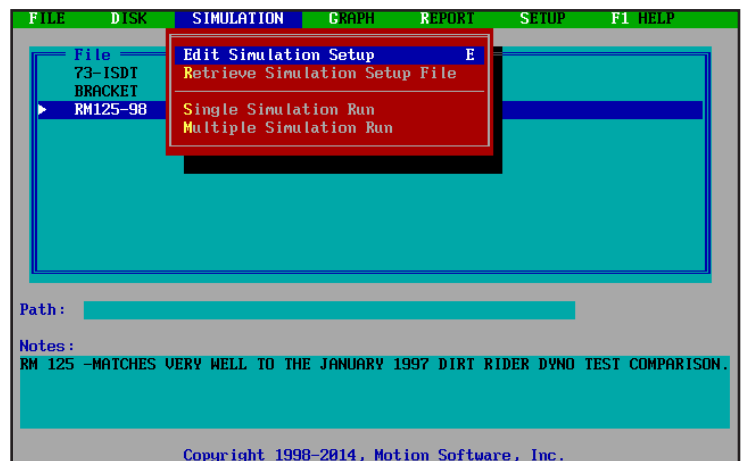 FILE DISK SIMULATION GRAPH REPORT SETUP F1 HELP
File
73-ISDT
BRACKET
RM125-98
Edit Simulation Setup E
Retrieve Simulation Setup File
Single Simulation Run
Multiple Simulation Run
Path:
Notes:
RM 125 -MATCHES VERY WELL TO THE JANUARY 1997 DIRT RIDER DYNO TEST COMPARISON.
Copyright 1998-2014, Motion Software, Inc.